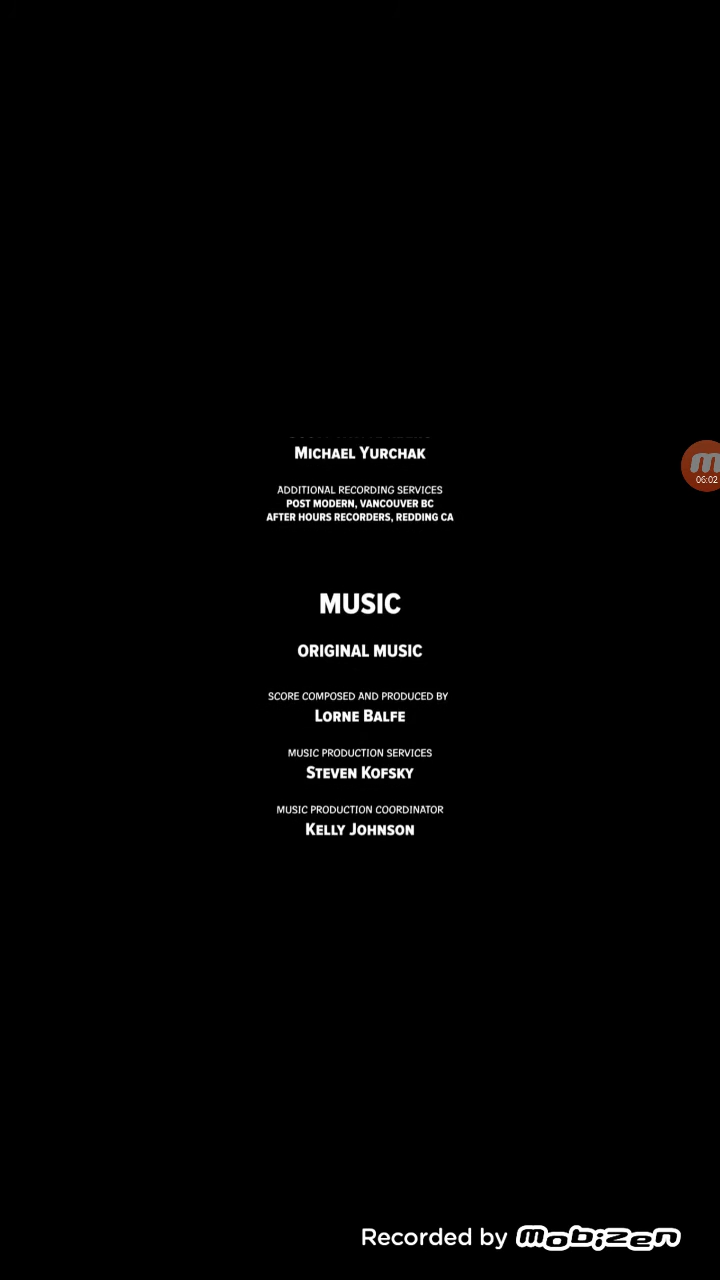 MICHAEL YURCHAK
ADDITIONAL RECORDING SERVICES
POST MODERN, VANCOUVER BC
AFTER HOURS RECORDERS, REDDING CA
MUSIC
ORIGINAL MUSIC
SCORE COMPOSED AND PRODUCED BY
LORNE BALFE
MUSIC PRODUCTION SERVICES
STEVEN KOFSKY
MUSIC PRODUCTION COORDINATOR
KELLY JOHNSON
06:02
Recorded by mobizen